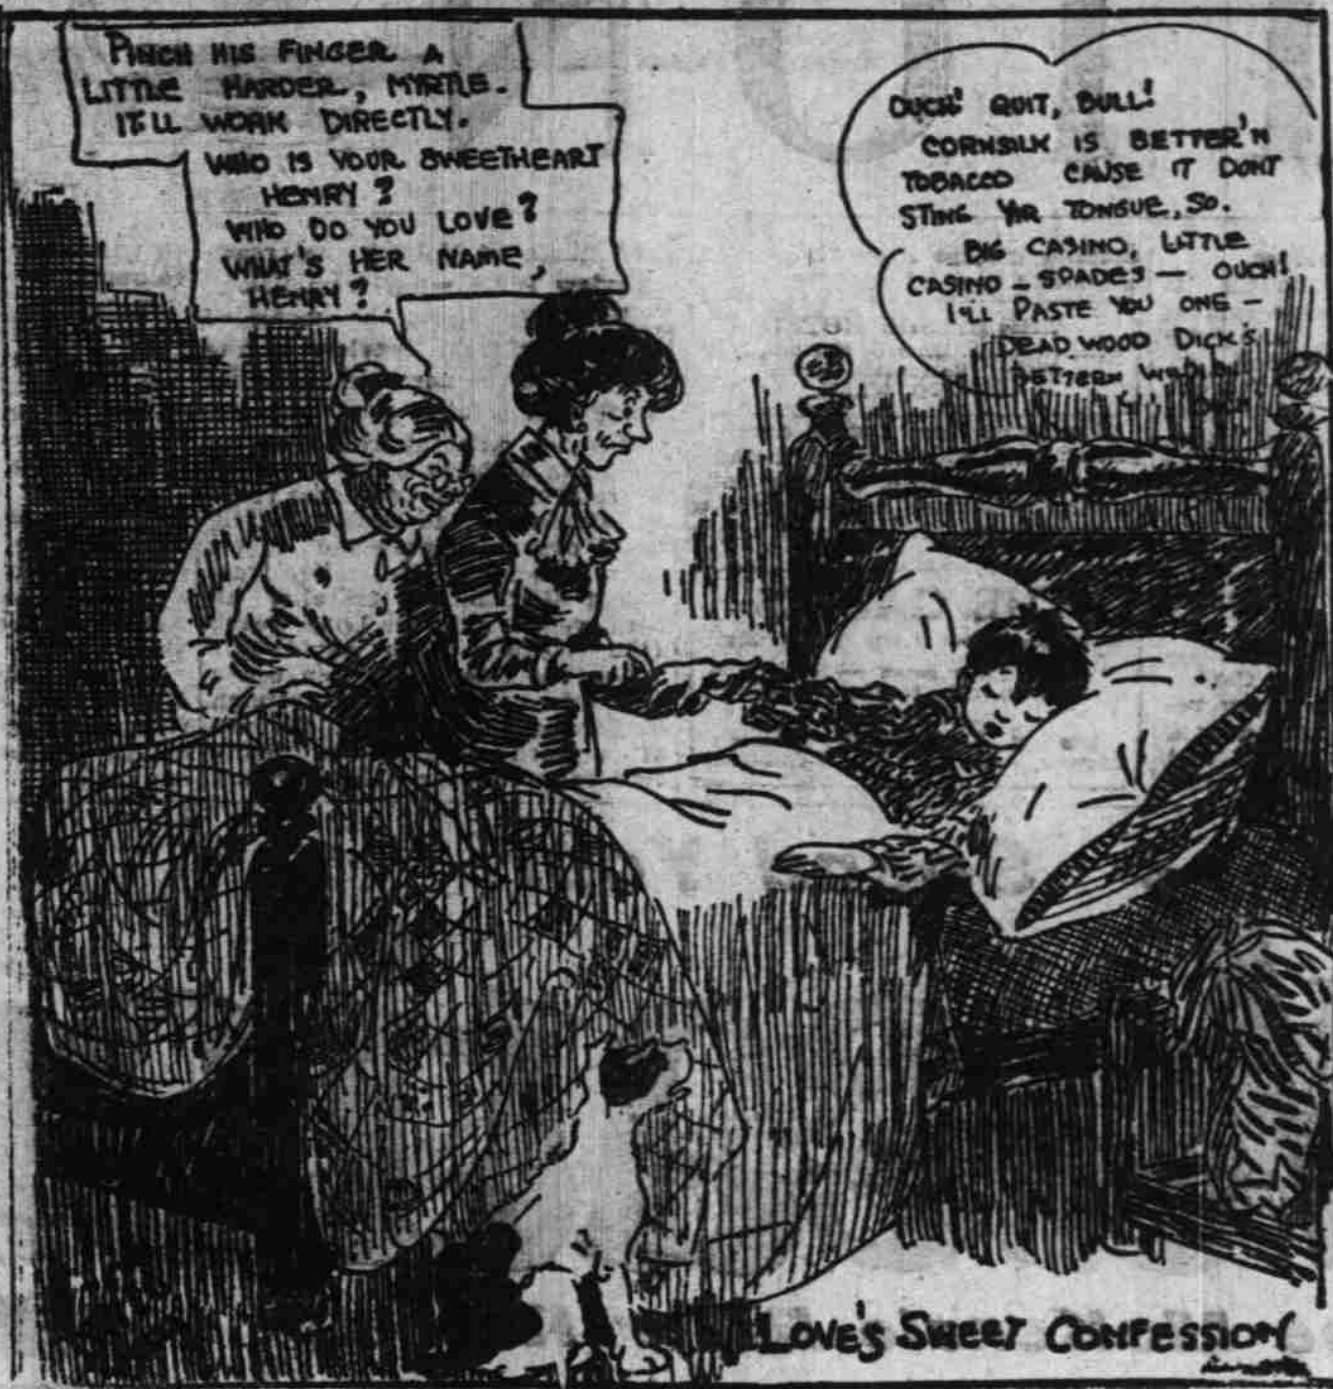 PINCH HIS FINGER A
LITTLE HARDER, MYRTLE.
IT'LL WORK DIRECTLY.
WHO IS YOUR SWEETHEART
HENRY?
WHO DO YOU LOVE?
WHAT'S HER NAME,
HENRY?
OUCH! QUIT, BULL!
CORNSILK IS BETTER'N
TOBACCO CAUSE IT DONT
STING YER TONGUE, SO.
BIG CASINO, LITTLE
CASINO - SPADES - OUCH!
I'LL PASTE YOU ONE -
DEAD WOOD DICK'S
BETTERN
LOVE'S SWEET CONFESSION